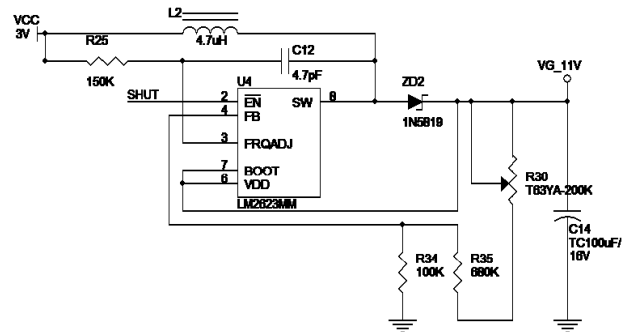 VCC
3V
L2
4.7uH
R25
150K
C12
4.7pF
U4
SHUT
2
EN
SW
8
4
FB
3
FRQADJ
7
BOOT
6
VDD
LM2623MM
ZD2
1N5819
VG_11V
R30
T63YA-200K
C14
TC100uF/
16V
R34
100K
R35
680K